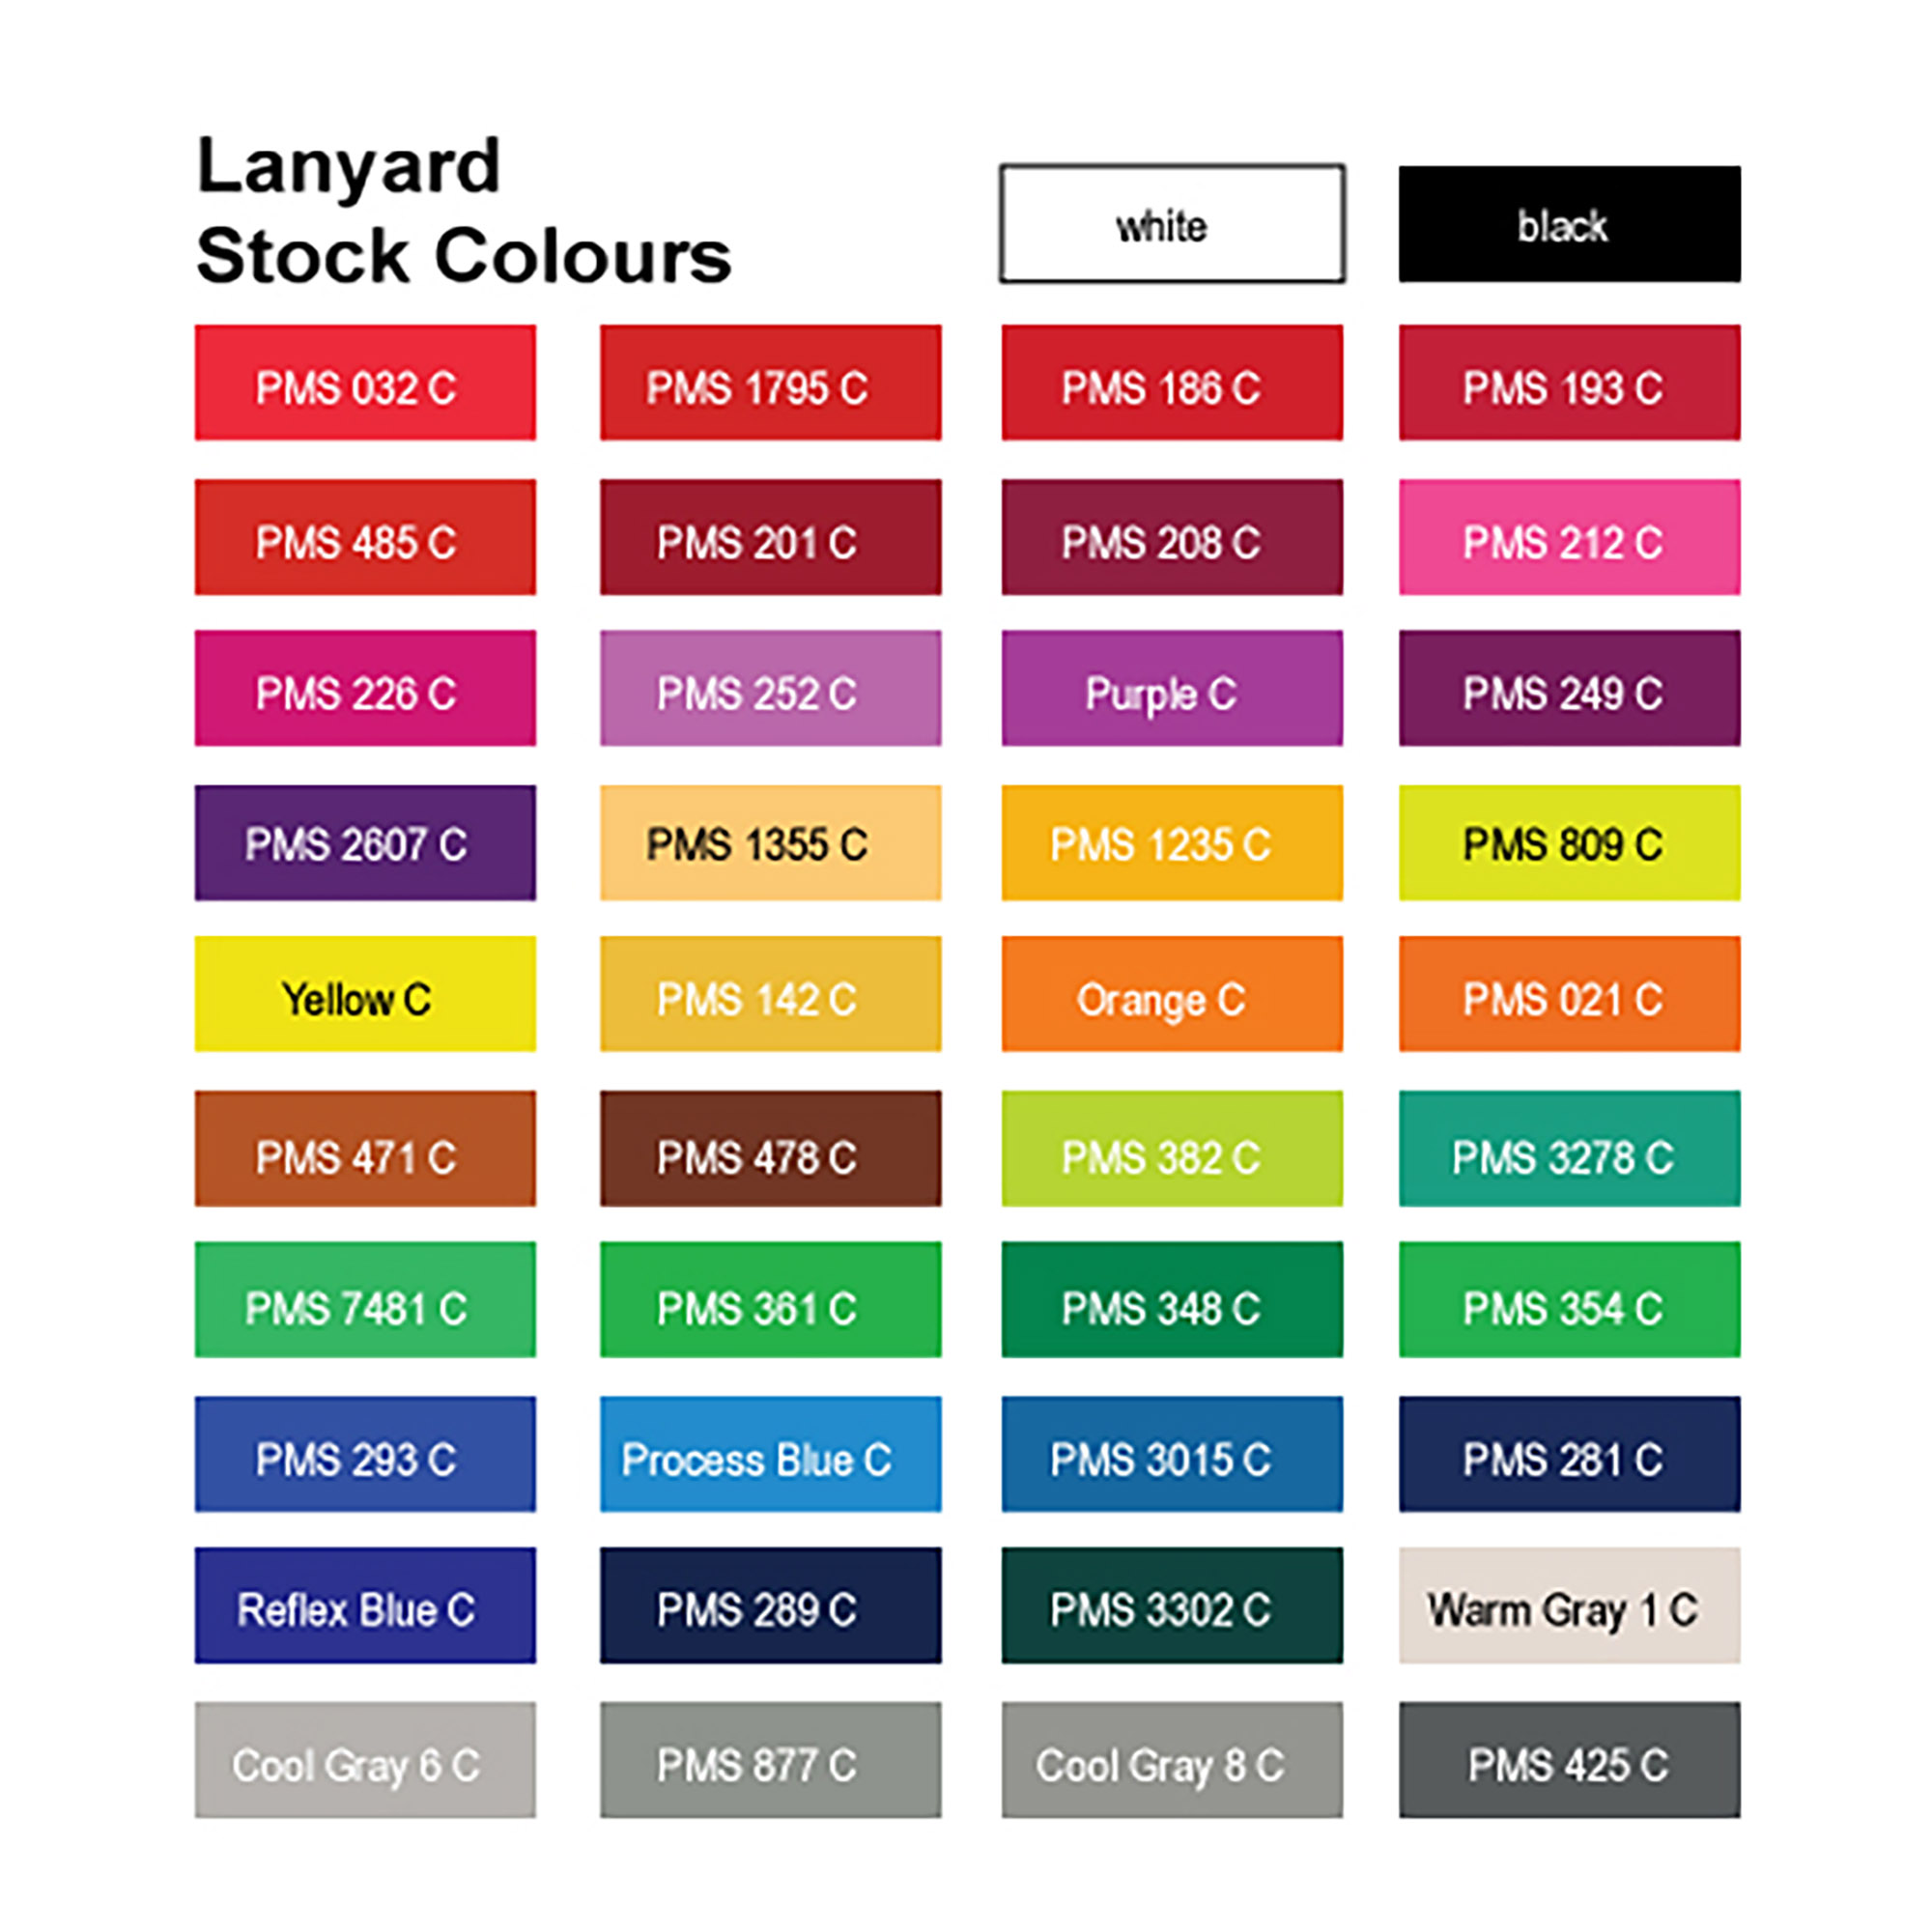 Lanyard
Stock Colours
white
black
PMS 032 C
PMS 1795 C
PMS 186 C
PMS 193 C
PMS 485 C
PMS 201 C
PMS 208 C
PMS 212 C
PMS 226 C
PMS 252 C
Purple C
PMS 249 C
PMS 2607 C
PMS 1355 C
PMS 1235 C
PMS 809 C
Yellow C
PMS 142 C
Orange C
PMS 021 C
PMS 471 C
PMS 478 C
PMS 382 C
PMS 3278 C
PMS 7481 C
PMS 361 C
PMS 348 C
PMS 354 C
PMS 293 C
Process Blue C
PMS 3015 C
PMS 281 C
Reflex Blue C
PMS 289 C
PMS 3302 C
Warm Gray 1 C
Cool Gray 6 C
PMS 877 C
Cool Gray 8 C
PMS 425 C